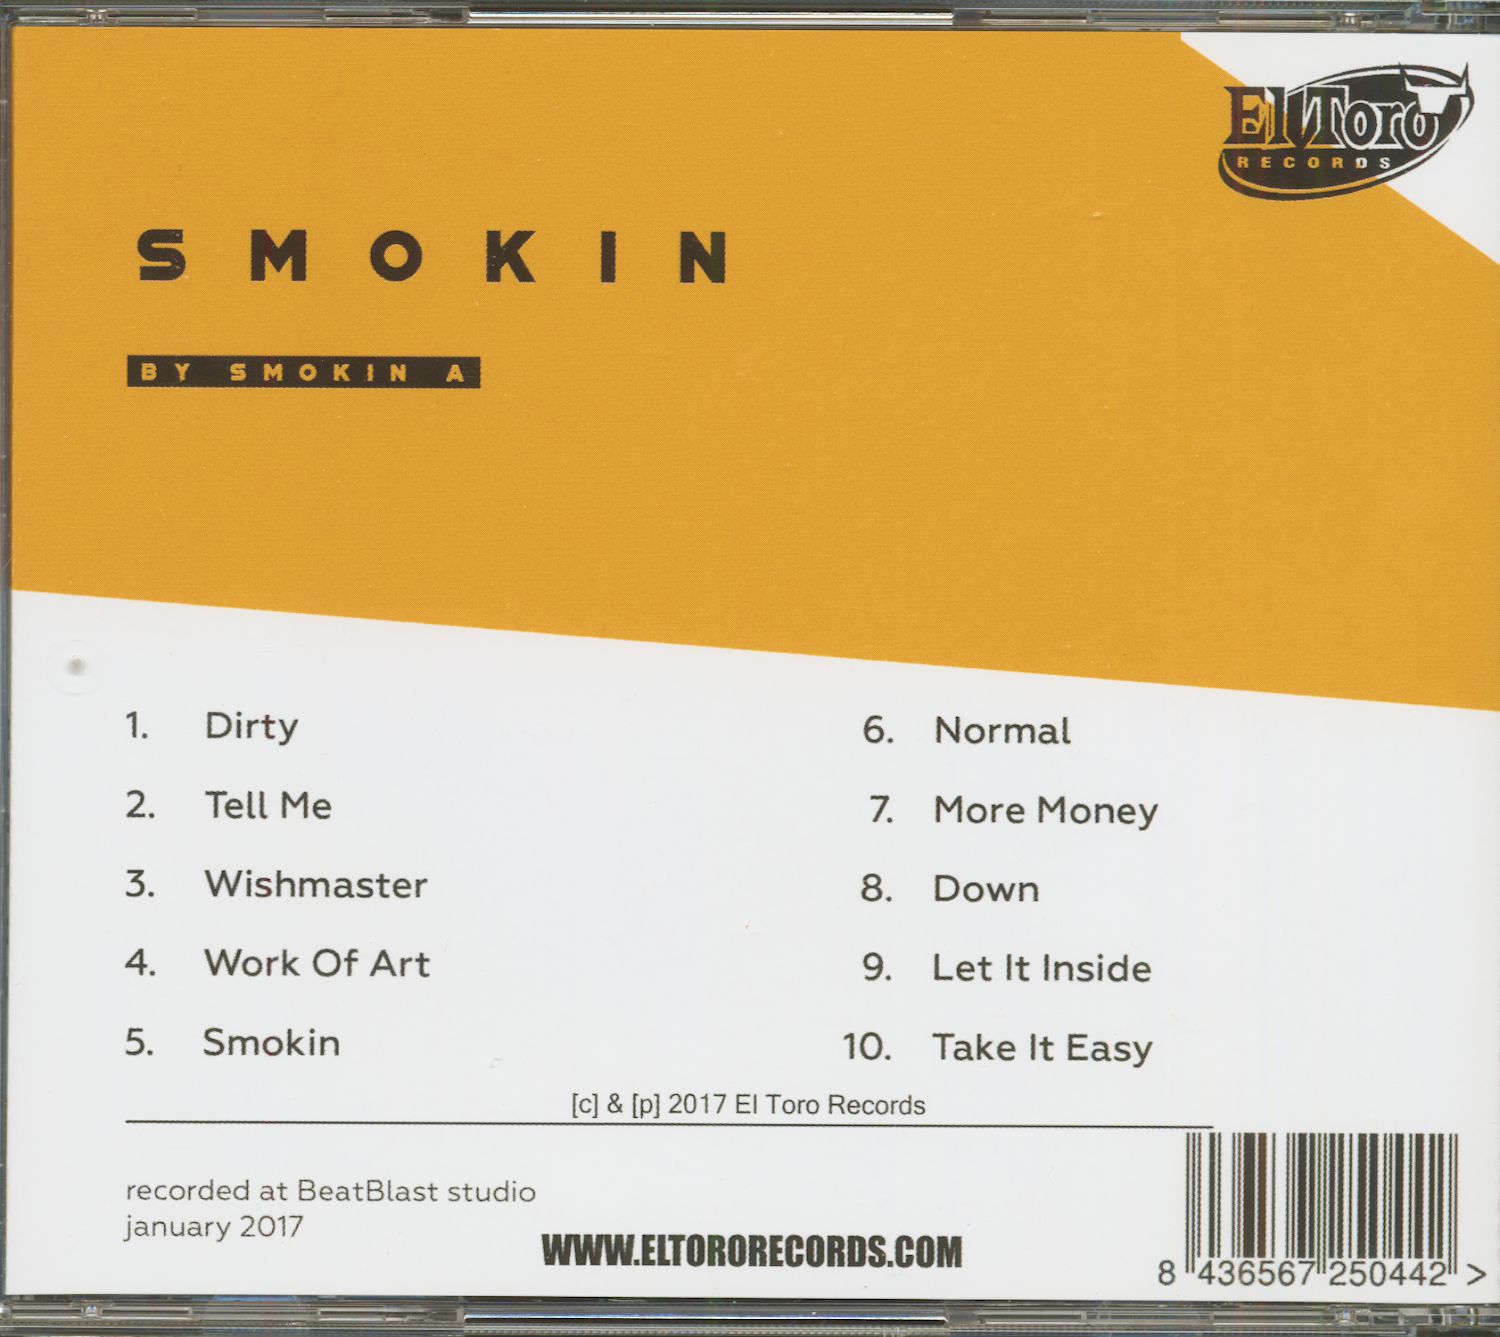 El Toro
RECORDS
SMOKIN
BY SMOKIN A
1. Dirty
2. Tell Me
3. Wishmaster
4. Work Of Art
5. Smokin
6. Normal
7. More Money
8. Down
9. Let It Inside
10. Take It Easy
[c] & [p] 2017 El Toro Records
recorded at BeatBlast studio
january 2017
WWW.ELTORORECORDS.COM
8 436567 250442 >